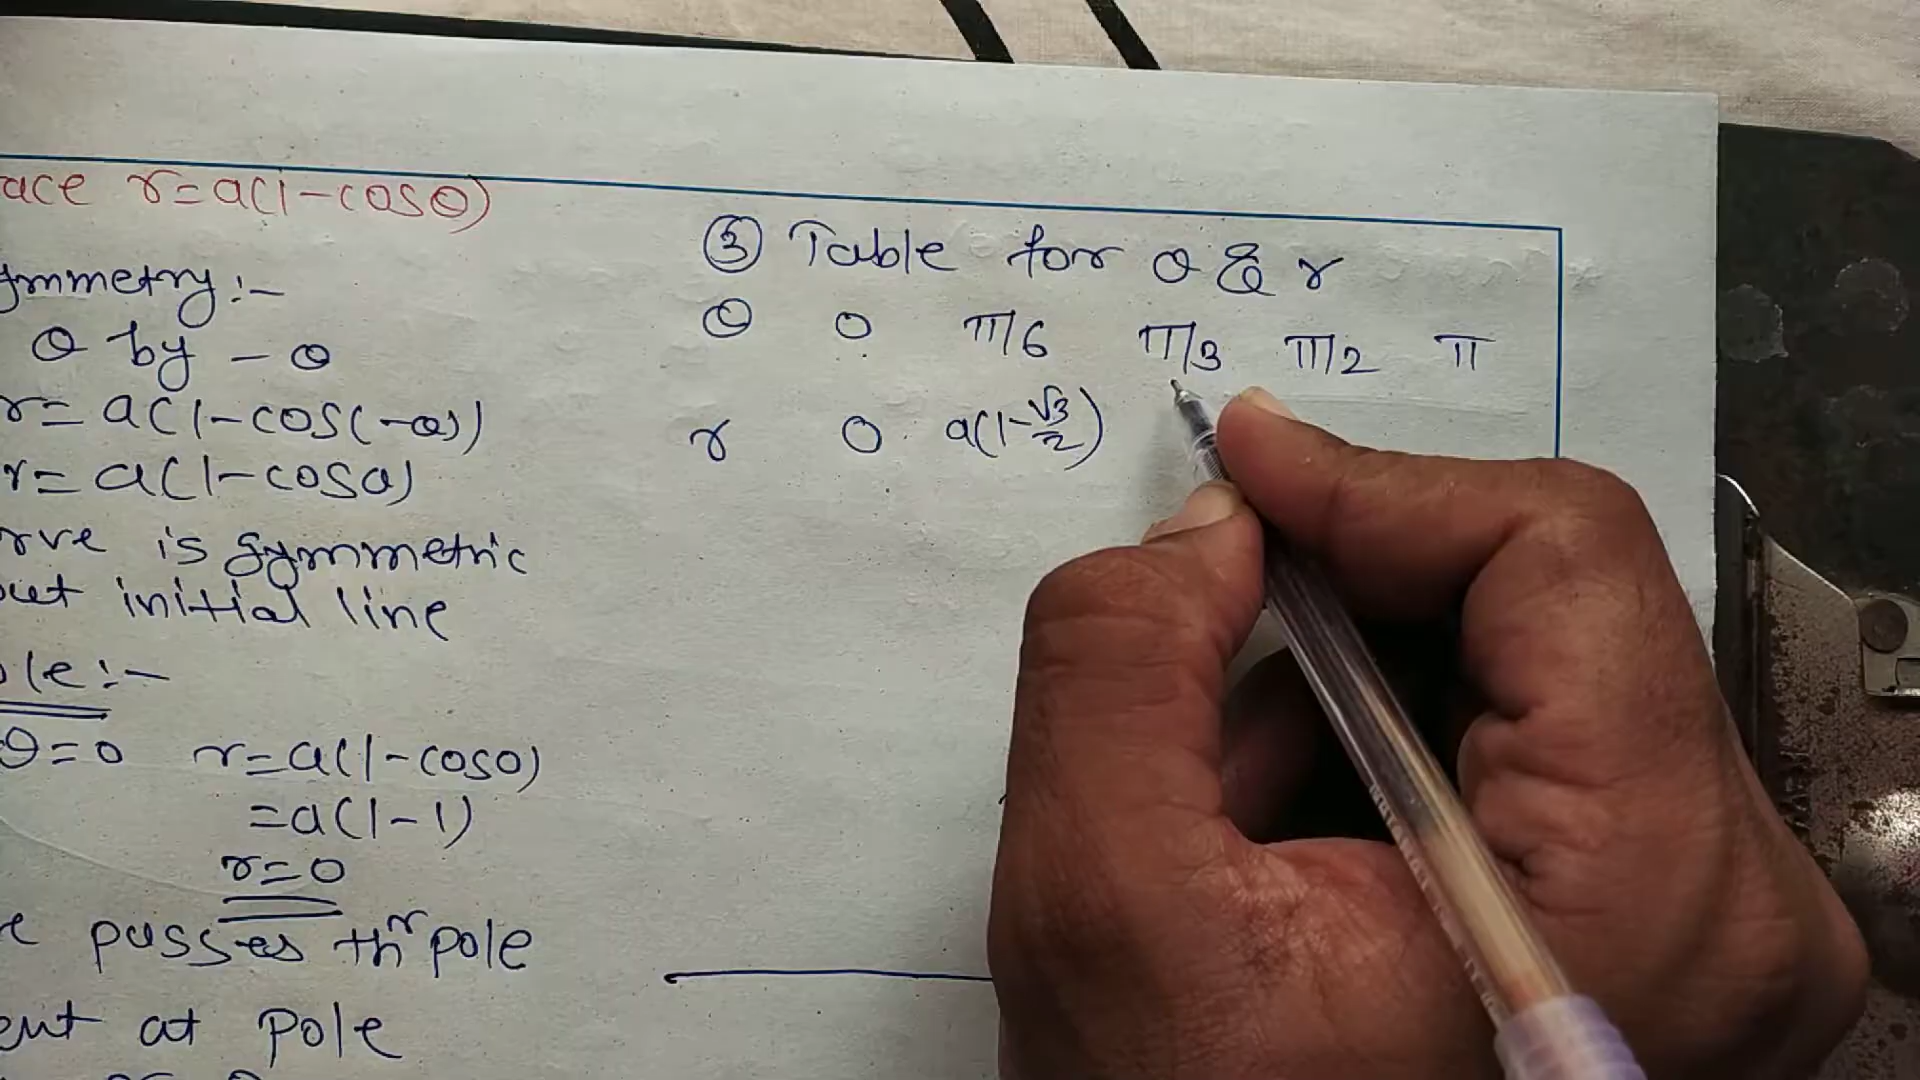 ace r=a(1-cosθ)
ymmetry:-
θ by -θ
r=a(1-cos(-θ))
r=a(1-cosθ)
rve is symmetric
out initial line
ole:-
θ=0 r=a(1-cos0)
=a(1-1)
r=0
e passes thr pole
ent at pole
③ Table for θ & r
θ 0 π/6 π/3 π/2 π
r 0 a(1-√3/2)